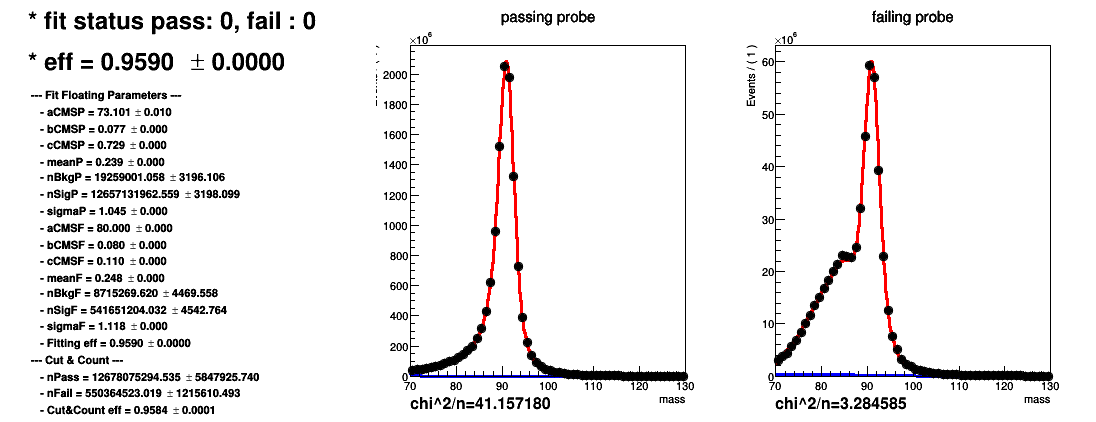 * fit status pass: 0, fail : 0
* eff = 0.9590 ± 0.0000
--- Fit Floating Parameters ---
- aCMSP = 73.101 ± 0.010
- bCMSP = 0.077 ± 0.000
- cCMSP = 0.729 ± 0.000
- meanP = 0.239 ± 0.000
- nBkgP = 19259001.058 ± 3196.106
- nSigP = 12657131962.559 ± 3198.099
- sigmaP = 1.045 ± 0.000
- aCMSF = 80.000 ± 0.000
- bCMSF = 0.080 ± 0.000
- cCMSF = 0.110 ± 0.000
- meanF = 0.248 ± 0.000
- nBkgF = 8715269.620 ± 4469.558
- nSigF = 541651204.032 ± 4542.764
- sigmaF = 1.118 ± 0.000
- Fitting eff = 0.9590 ± 0.0000
--- Cut & Count ---
- nPass = 12678075294.535 ± 5847925.740
- nFail = 550364523.019 ± 1215610.493
- Cut&Count eff = 0.9584 ± 0.0001
passing probe
×10⁶
2000
1800
1600
1400
1200
1000
800
600
400
200
0
70 80 90 100 110 120 130
mass
chi^2/n=41.157180
failing probe
×10⁶
Events / ( 1 )
60
50
40
30
20
10
0
70 80 90 100 110 120 130
mass
chi^2/n=3.284585